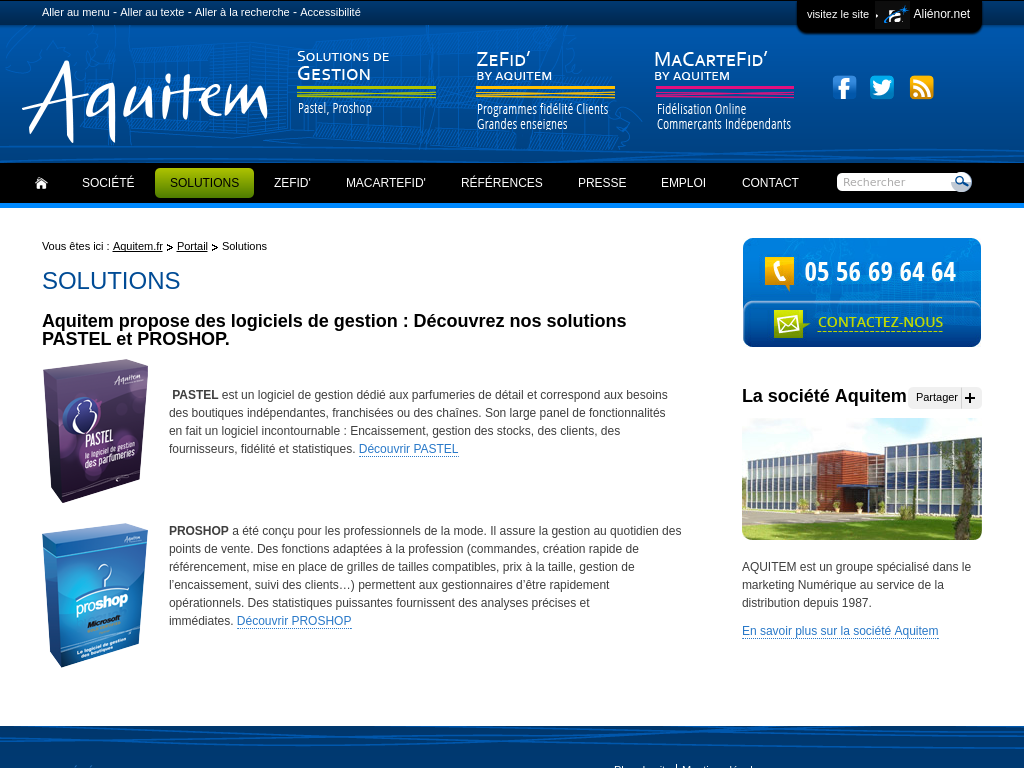 Aller au menu - Aller au texte - Aller à la recherche - Accessibilité
visitez le site Aliénor.net
Aquitem
SOLUTIONS DE
GESTION
Pastel, Proshop
ZEFID'
BY AQUITEM
Programmes fidélité Clients
Grandes enseignes
MACARTEFID'
BY AQUITEM
Fidélisation Online
Commerçants Indépendants
SOCIÉTÉ
SOLUTIONS
ZEFID'
MACARTEFID'
RÉFÉRENCES
PRESSE
EMPLOI
CONTACT
Rechercher
Vous êtes ici : Aquitem.fr > Portail > Solutions
SOLUTIONS
Aquitem propose des logiciels de gestion : Découvrez nos solutions
PASTEL et PROSHOP.
Aquitem
PASTEL
le logiciel de gestion
des parfumeries
PASTEL est un logiciel de gestion dédié aux parfumeries de détail et correspond aux besoins
des boutiques indépendantes, franchisées ou des chaînes. Son large panel de fonctionnalités
en fait un logiciel incontournable : Encaissement, gestion des stocks, des clients, des
fournisseurs, fidélité et statistiques. Découvrir PASTEL
Aquitem
proshop
Microsoft
Le logiciel de gestion
des boutiques
PROSHOP a été conçu pour les professionnels de la mode. Il assure la gestion au quotidien des
points de vente. Des fonctions adaptées à la profession (commandes, création rapide de
référencement, mise en place de grilles de tailles compatibles, prix à la taille, gestion de
l'encaissement, suivi des clients…) permettent aux gestionnaires d'être rapidement
opérationnels. Des statistiques puissantes fournissent des analyses précises et
immédiates. Découvrir PROSHOP
05 56 69 64 64
CONTACTEZ-NOUS
La société Aquitem
Partager
AQUITEM est un groupe spécialisé dans le
marketing Numérique au service de la
distribution depuis 1987.
En savoir plus sur la société Aquitem